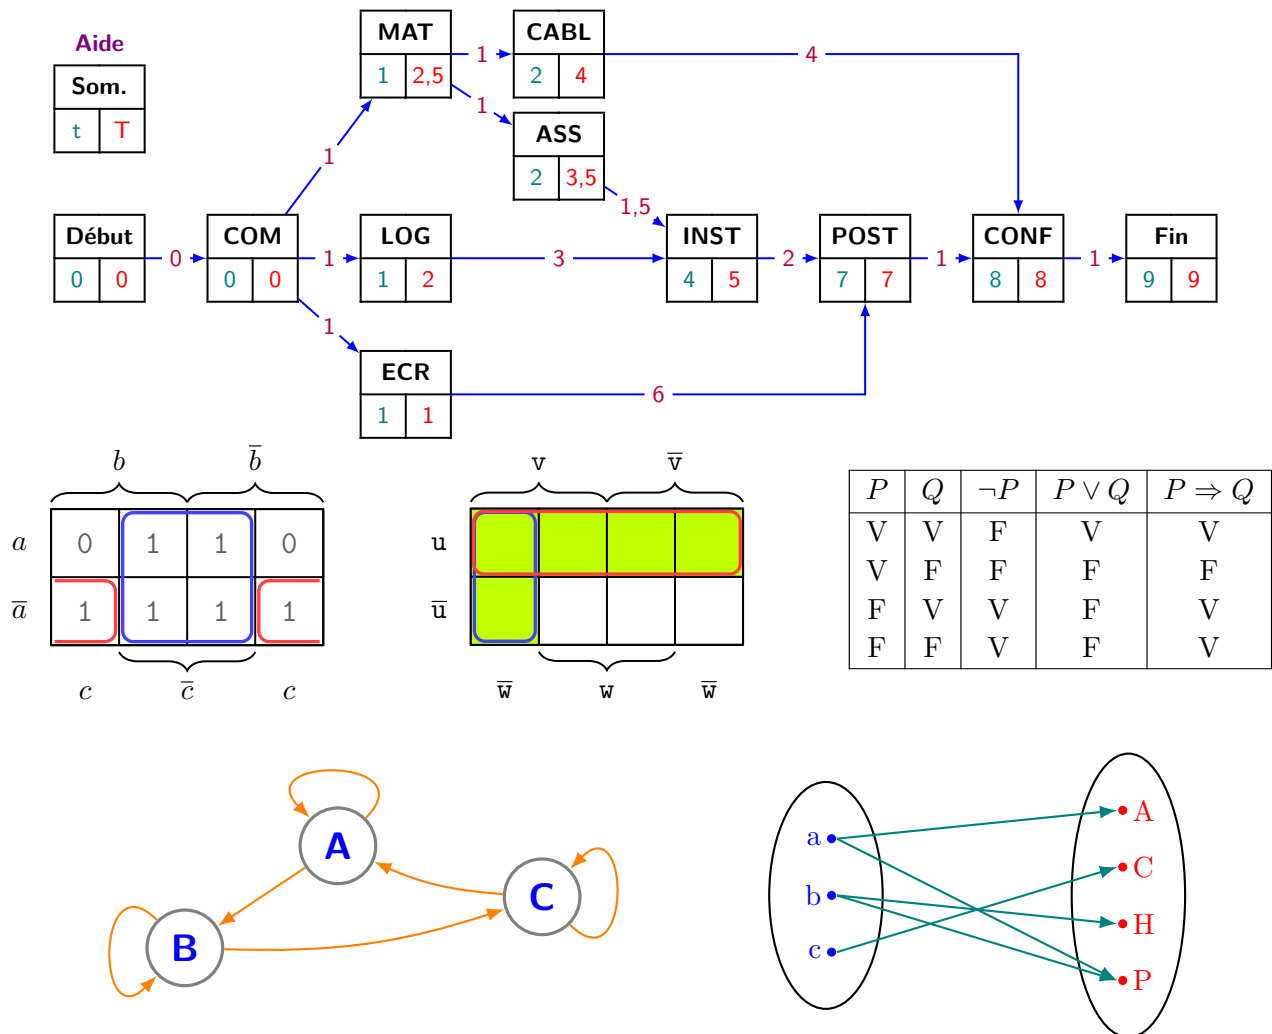 Aide
Som.
t T
MAT
1 2,5
CABL
2 4
ASS
2 3,5
Début
0 0
COM
0 0
LOG
1 2
INST
4 5
POST
7 7
CONF
8 8
Fin
9 9
ECR
1 1
0
1
1
1
1
1
4
1,5
3
2
1
1
6
b b̅
a 0 1 1 0
a̅ 1 1 1 1
c c̅ c
v v̅
u
u̅
w̅ w w̅
P Q ¬P P ∨ Q P ⇒ Q
V V F V V
V F F F F
F V V F V
F F V F V
A
B
C
a
b
c
A
C
H
P